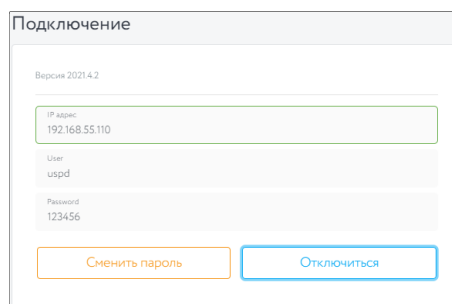 Подключение
Версия 2021.4.2
IP адрес
192.168.55.110
User
uspd
Password
123456
Сменить пароль
Отключиться